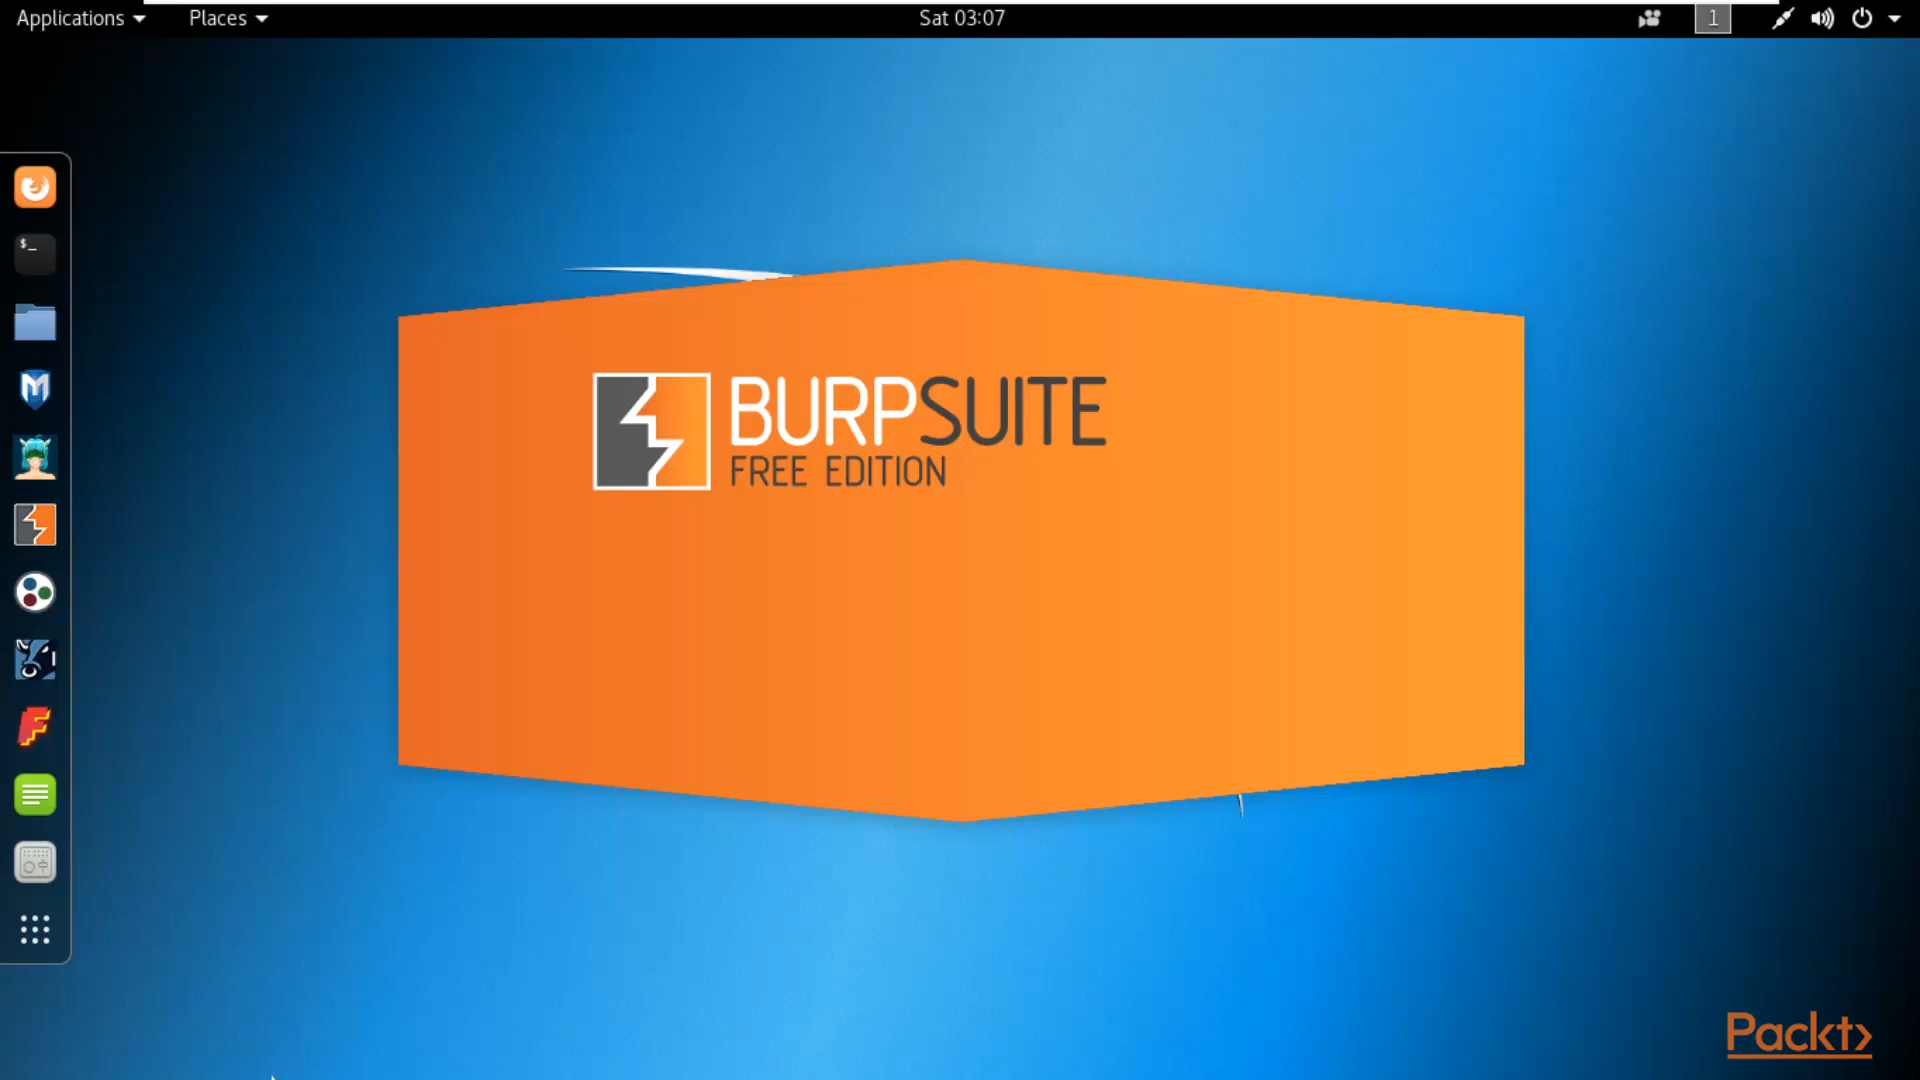 Applications
Places
Sat 03:07
1
$_
BURPSUITE
FREE EDITION
Packt>